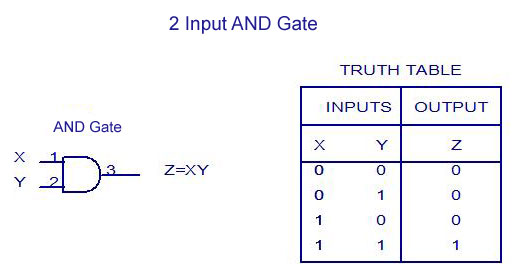 2 Input AND Gate
AND Gate
X 1
Y 2
3
Z=XY
TRUTH TABLE
INPUTS OUTPUT
X Y Z
0 0 0
0 1 0
1 0 0
1 1 1